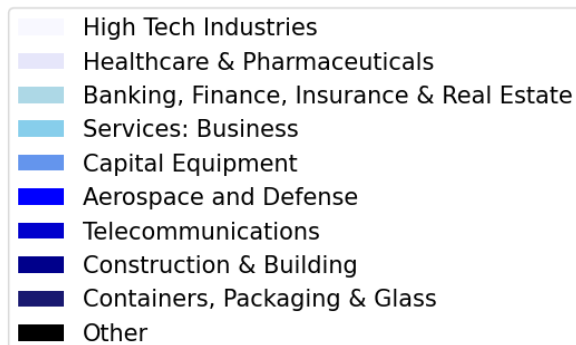 High Tech Industries
Healthcare & Pharmaceuticals
Banking, Finance, Insurance & Real Estate
Services: Business
Capital Equipment
Aerospace and Defense
Telecommunications
Construction & Building
Containers, Packaging & Glass
Other